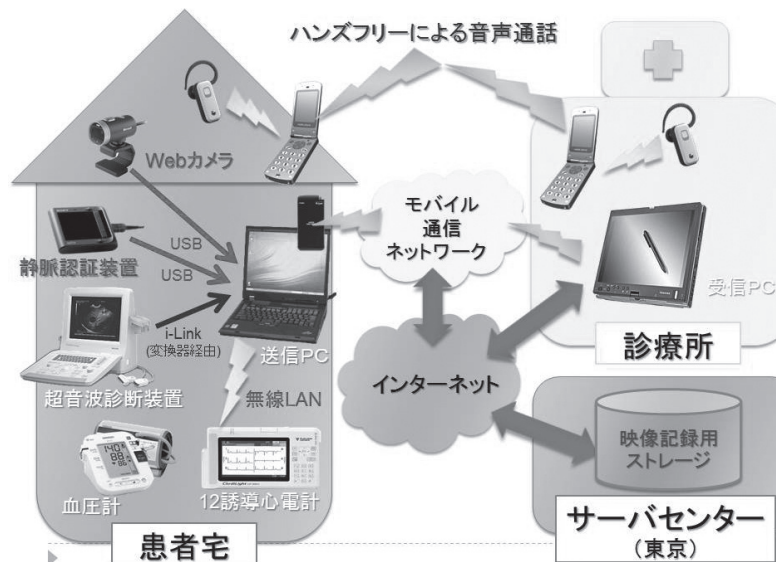 ハンズフリーによる音声通話
Webカメラ
モバイル
通信
ネットワーク
USB
静脈認証装置
USB
受信PC
i-Link
(変換器経由)
送信PC
診療所
インターネット
超音波診断装置
無線LAN
映像記録用
ストレージ
血圧計
12誘導心電計
サーバセンター
(東京)
患者宅